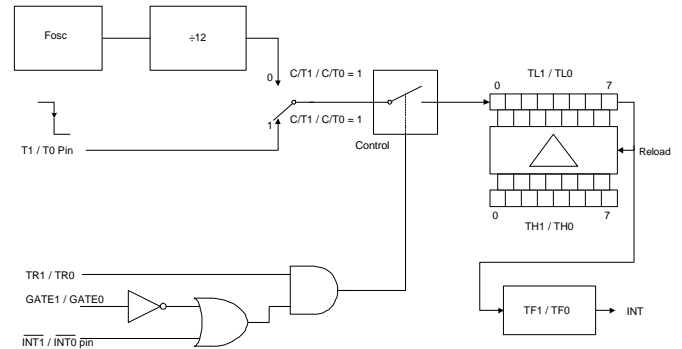 Fosc
÷12
0
C/T1 / C/T0 = 1
TL1 / TL0
0
7
1
C/T1 / C/T0 = 1
T1 / T0 Pin
Control
Reload
0
7
TH1 / TH0
TR1 / TR0
GATE1 / GATE0
INT1 / INT0 pin
TF1 / TF0
INT